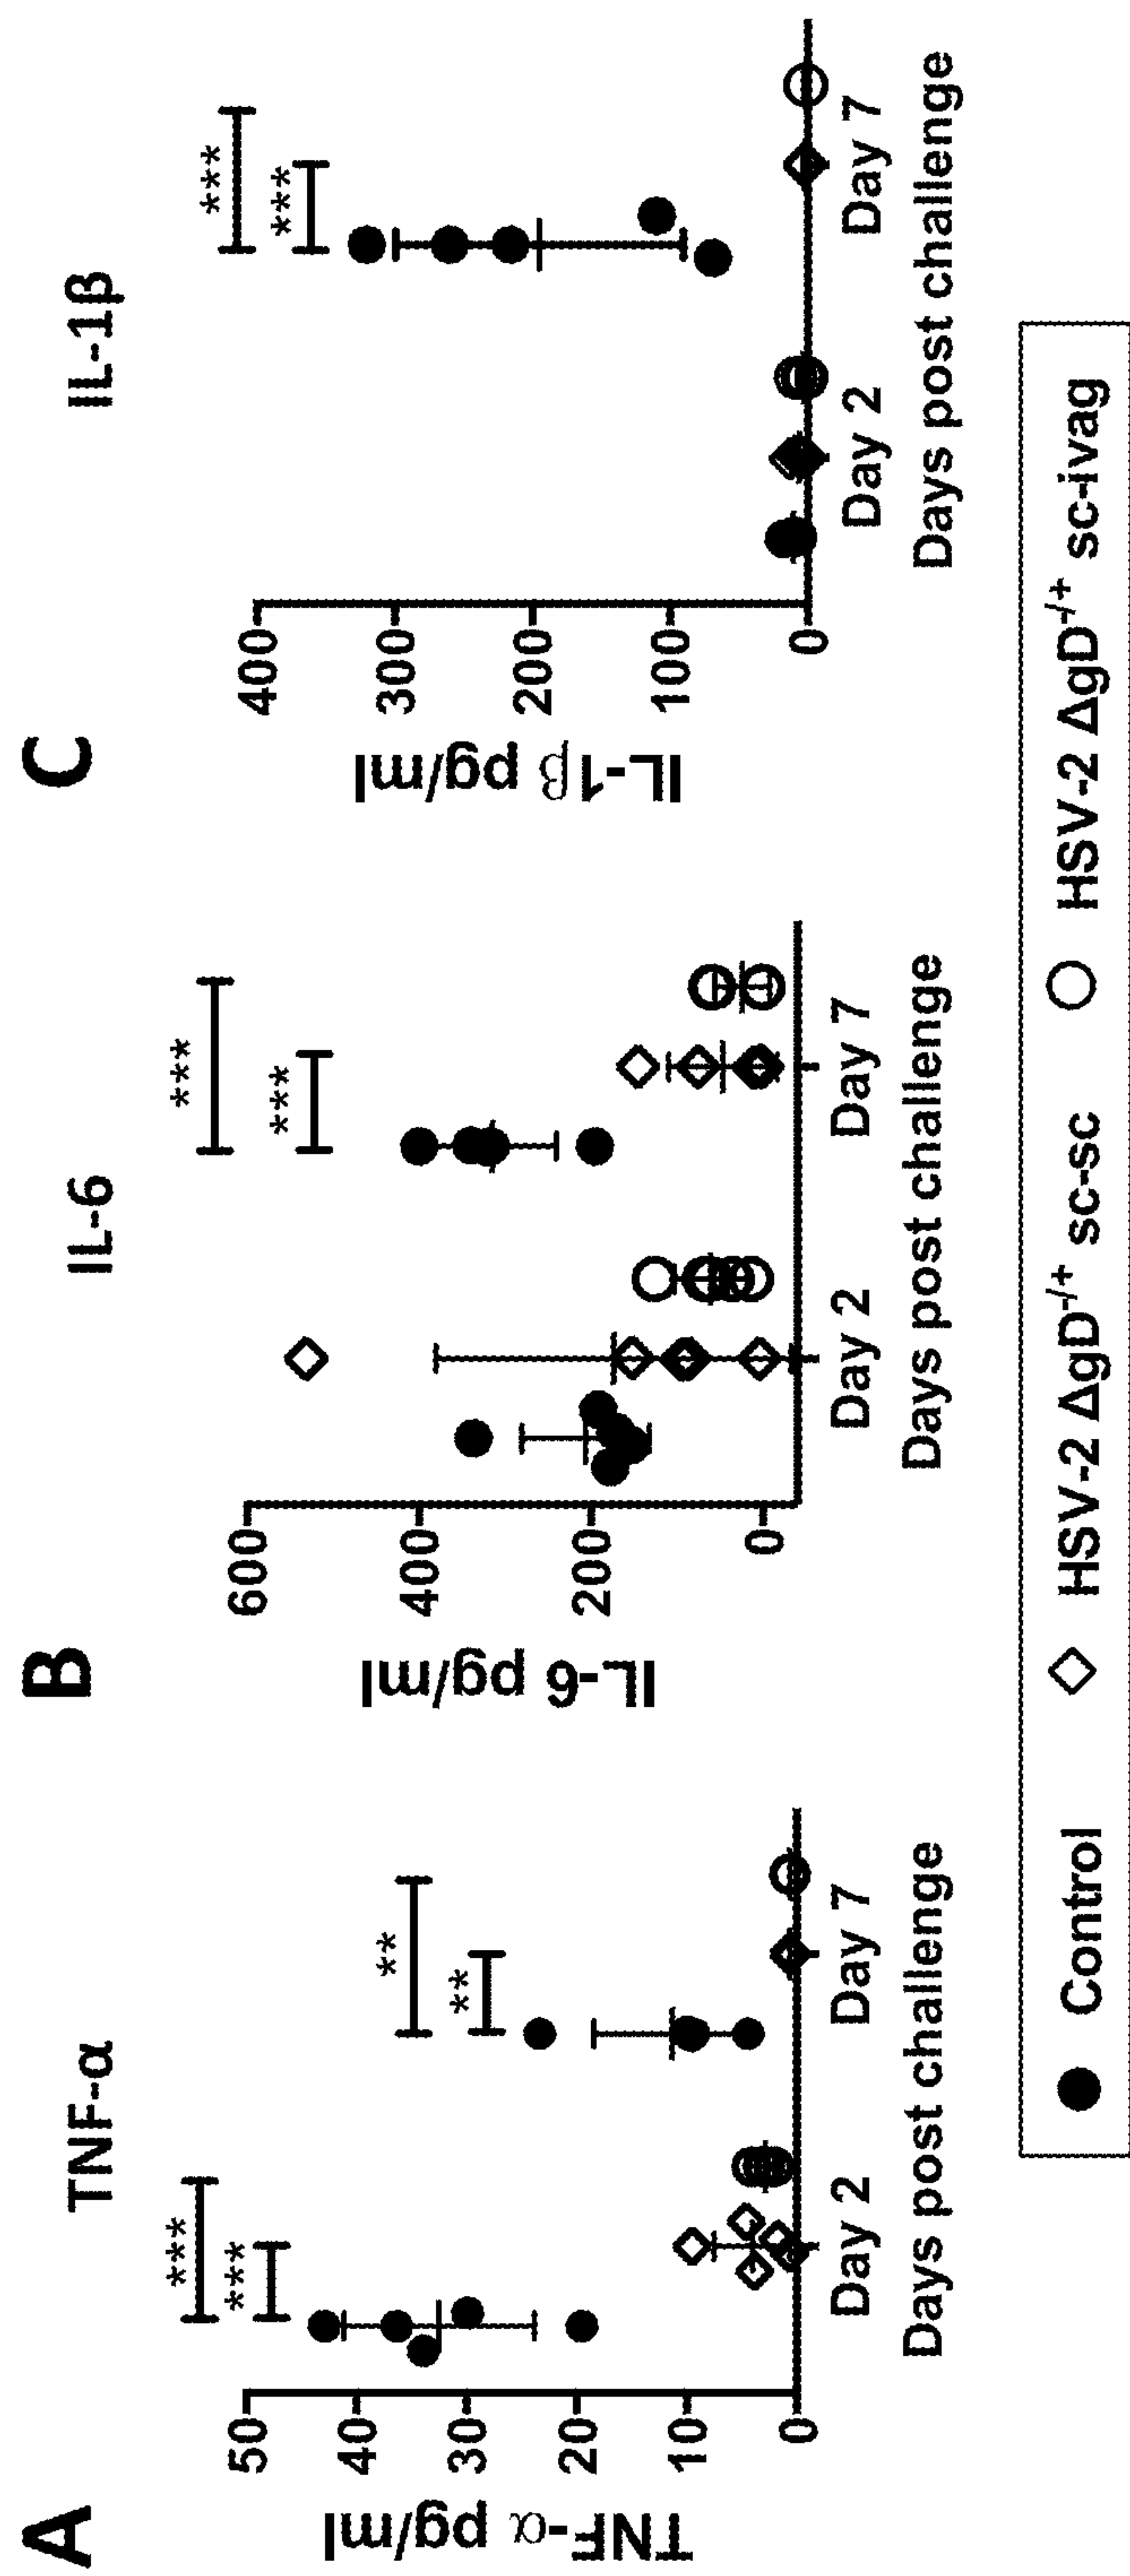 A
TNF-α
TNF-α pg/ml
50
40
30
20
10
0
***
***
**
**
Day 2
Day 7
Days post challenge
B
IL-6
IL-6 pg/ml
600
400
200
0
***
***
Day 2
Day 7
Days post challenge
C
IL-1β
IL-1β pg/ml
400
300
200
100
0
***
***
Day 2
Day 7
Days post challenge
Control
HSV-2 ΔgD-/+ sc-sc
HSV-2 ΔgD-/+ sc-ivag